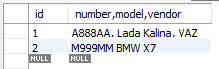 id number,model,vendor
1 A888AA, Lada Kalina, VAZ
2 M999MM BMW X7
NULL NULL